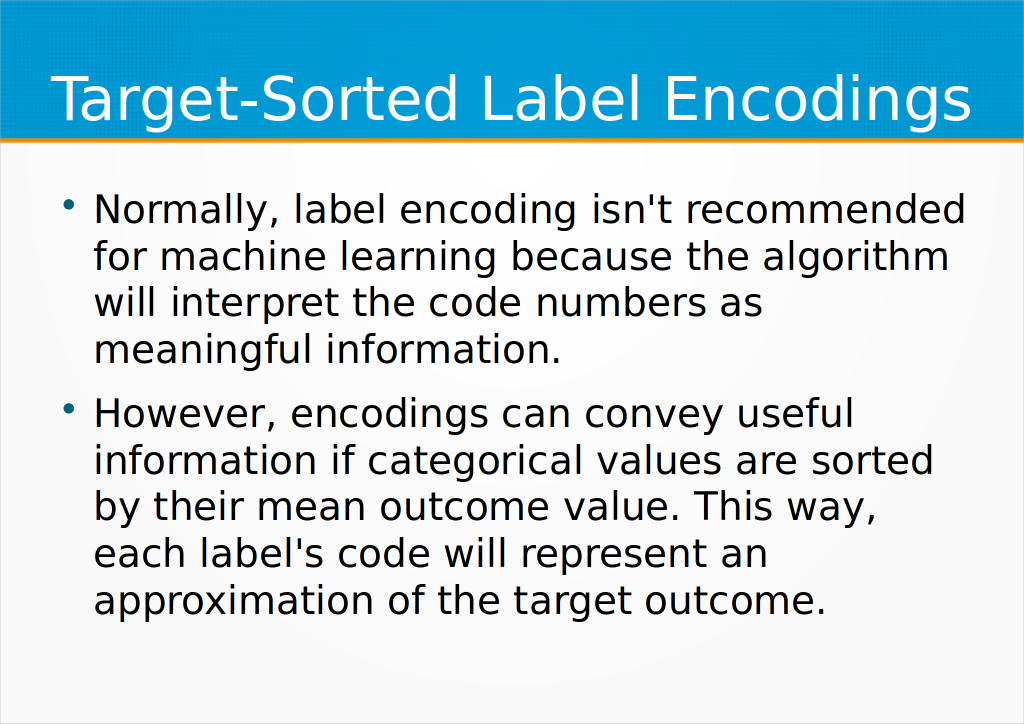 Target-Sorted Label Encodings
• Normally, label encoding isn't recommended
for machine learning because the algorithm
will interpret the code numbers as
meaningful information.
• However, encodings can convey useful
information if categorical values are sorted
by their mean outcome value. This way,
each label's code will represent an
approximation of the target outcome.